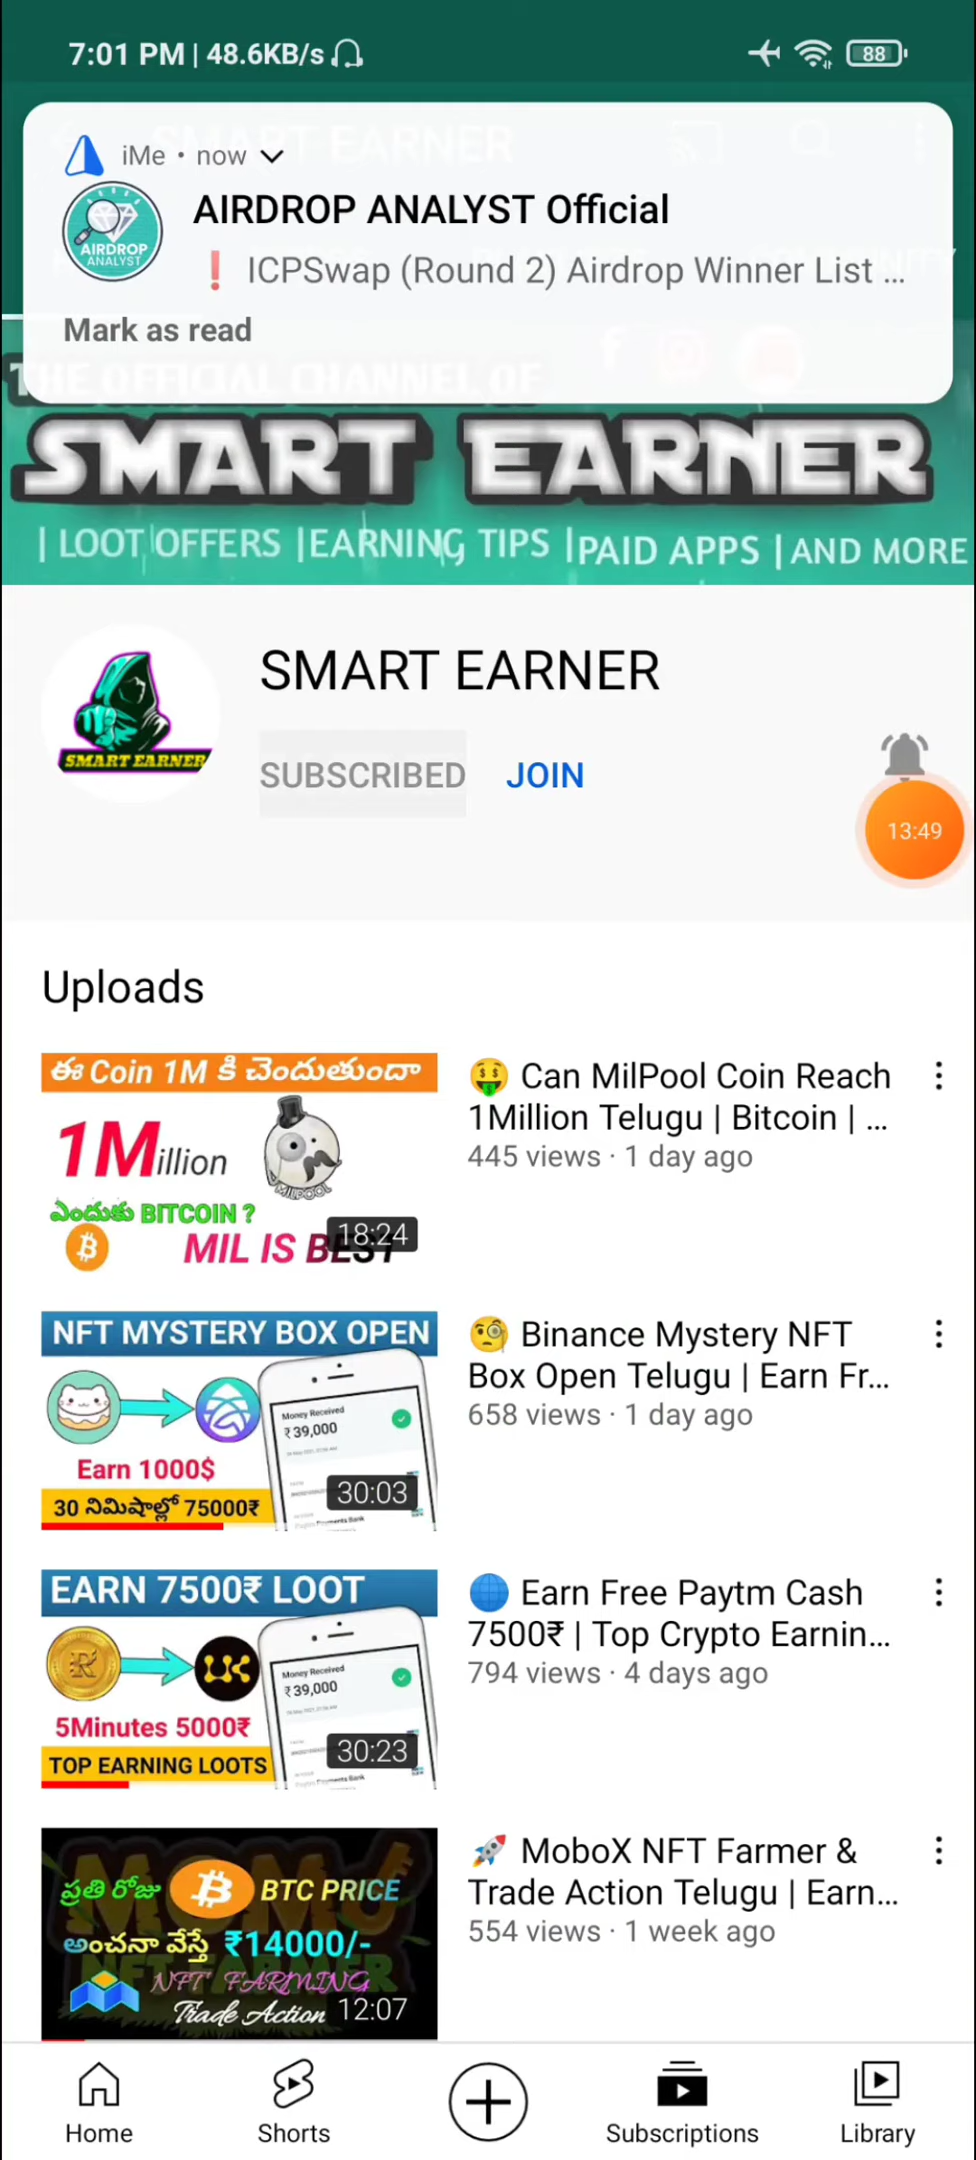 7:01 PM | 48.6KB/s
88
iMe • now
AIRDROP ANALYST
AIRDROP ANALYST Official
❗ ICPSwap (Round 2) Airdrop Winner List ...
Mark as read
THE OFFICIAL CHANNEL OF
SMART EARNER
| LOOT OFFERS | EARNING TIPS | PAID APPS | AND MORE
SMART EARNER
SMART EARNER
SUBSCRIBED
JOIN
13:49
Uploads
ఈ Coin 1M కి చెందుతుందా
1Million
MILPOOL
ఎందుకు BITCOIN ?
MIL IS BEST
18:24
🤑 Can MilPool Coin Reach
1Million Telugu | Bitcoin | ...
445 views · 1 day ago
NFT MYSTERY BOX OPEN
Money Received
₹39,000
Earn 1000$
30 నిమిషాల్లో 75000₹
30:03
🧐 Binance Mystery NFT
Box Open Telugu | Earn Fr...
658 views · 1 day ago
EARN 7500₹ LOOT
Money Received
₹39,000
5Minutes 5000₹
TOP EARNING LOOTS
30:23
🌐 Earn Free Paytm Cash
7500₹ | Top Crypto Earnin...
794 views · 4 days ago
ప్రతి రోజు BTC PRICE
అంచనా వేస్తే ₹14000/-
NFT FARMING
Trade Action
12:07
🚀 MoboX NFT Farmer &
Trade Action Telugu | Earn...
554 views · 1 week ago
Home
Shorts
Subscriptions
Library